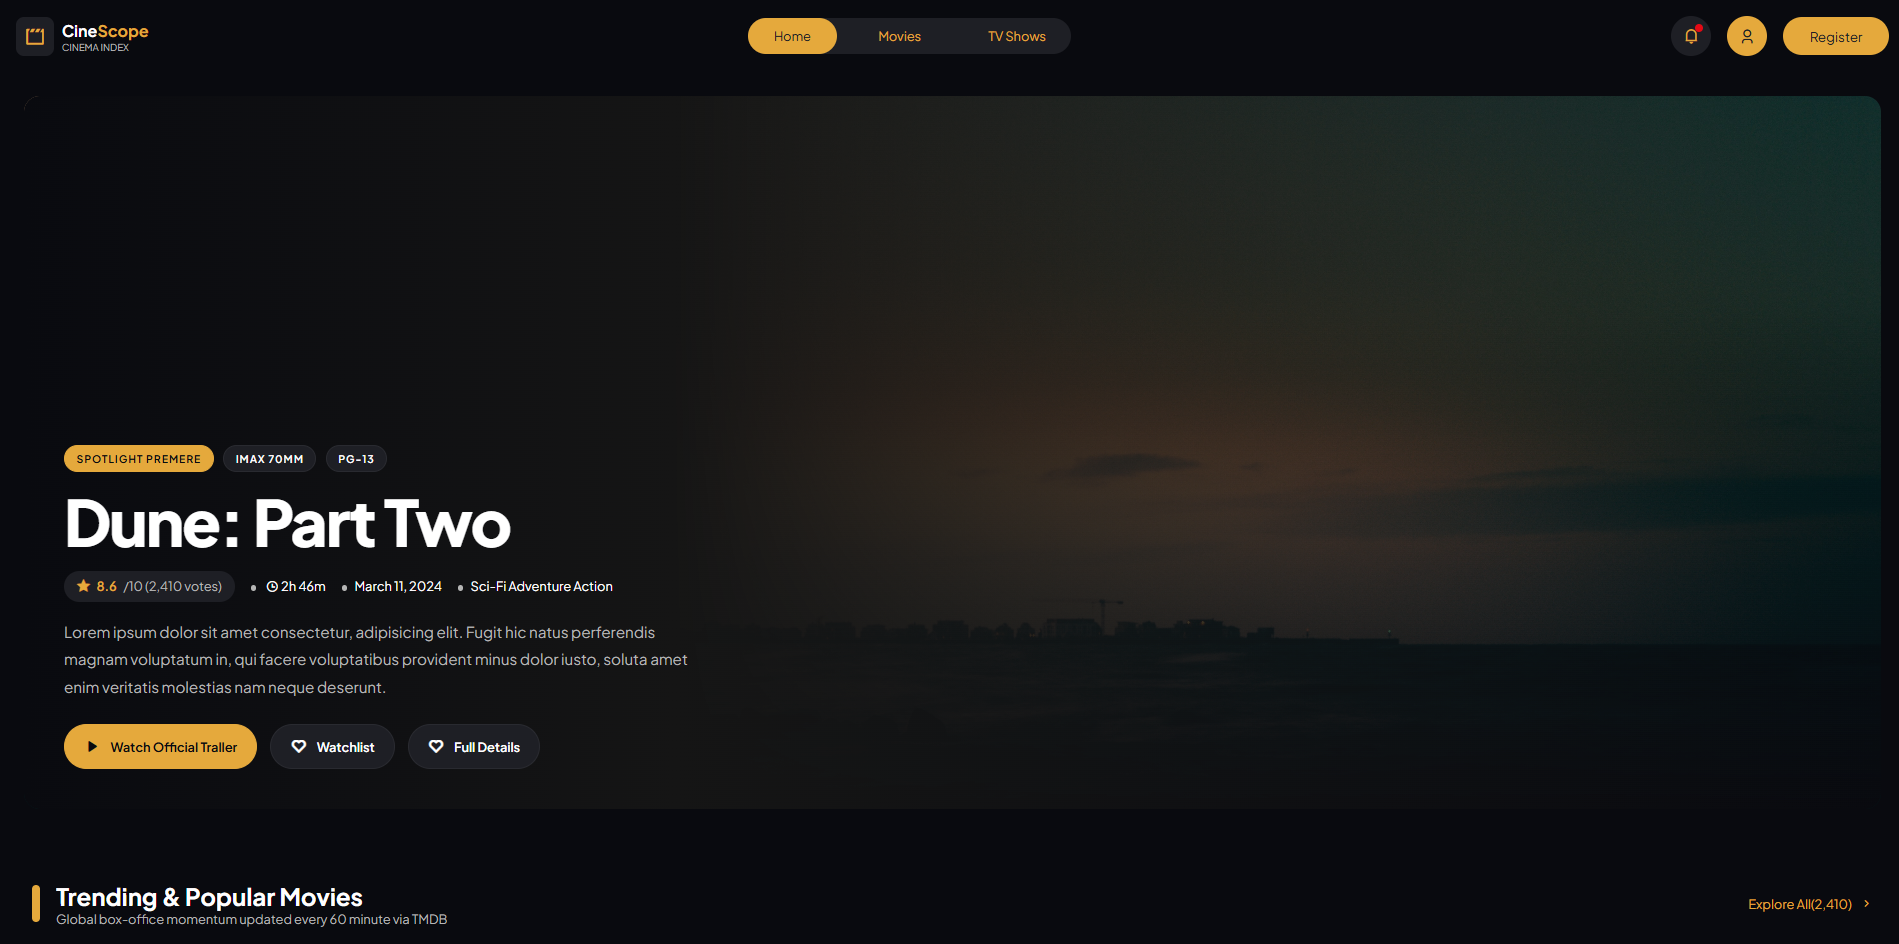 CineScope
CINEMA INDEX
Home
Movies
TV Shows
Register
SPOTLIGHT PREMERE
IMAX 70MM
PG-13
Dune: Part Two
8.6 /10 (2,410 votes)
2h 46m
March 11, 2024
Sci-Fi Adventure Action
Lorem ipsum dolor sit amet consectetur, adipisicing elit. Fugit hic natus perferendis
magnam voluptatum in, qui facere voluptatibus provident minus dolor iusto, soluta amet
enim veritatis molestias nam neque deserunt.
Watch Official Traller
Watchlist
Full Details
Trending & Popular Movies
Global box-office momentum updated every 60 minute via TMDB
Explore All(2,410)